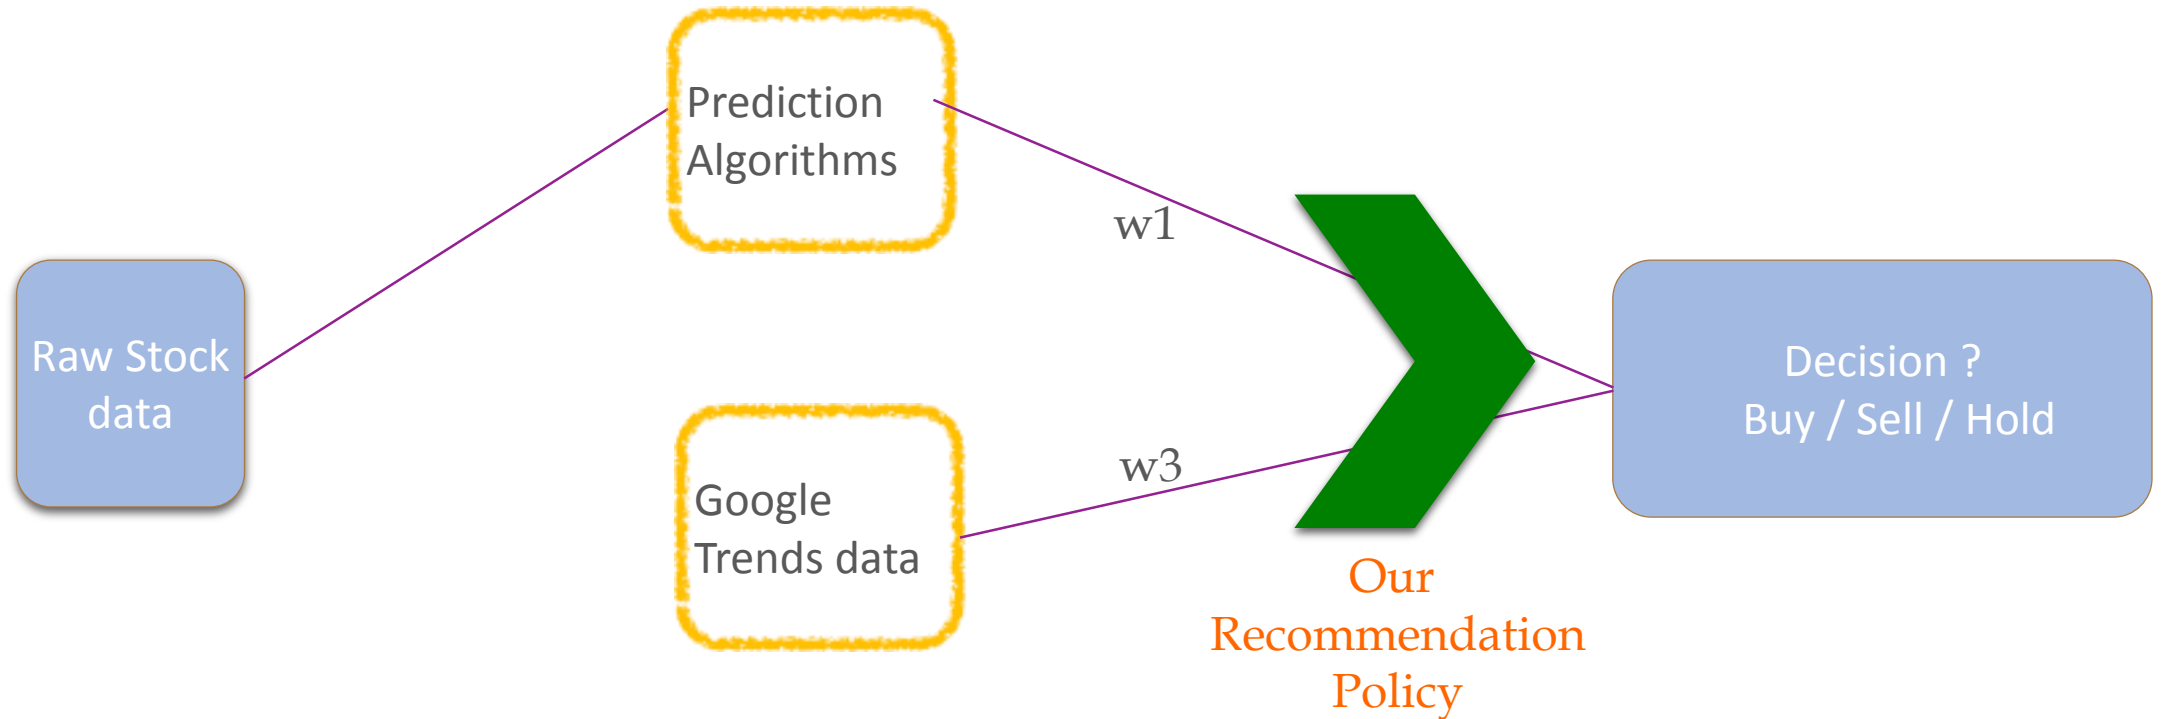 Raw Stock
data
Prediction
Algorithms
w1
Google
Trends data
w3
Our
Recommendation
Policy
Decision ?
Buy / Sell / Hold